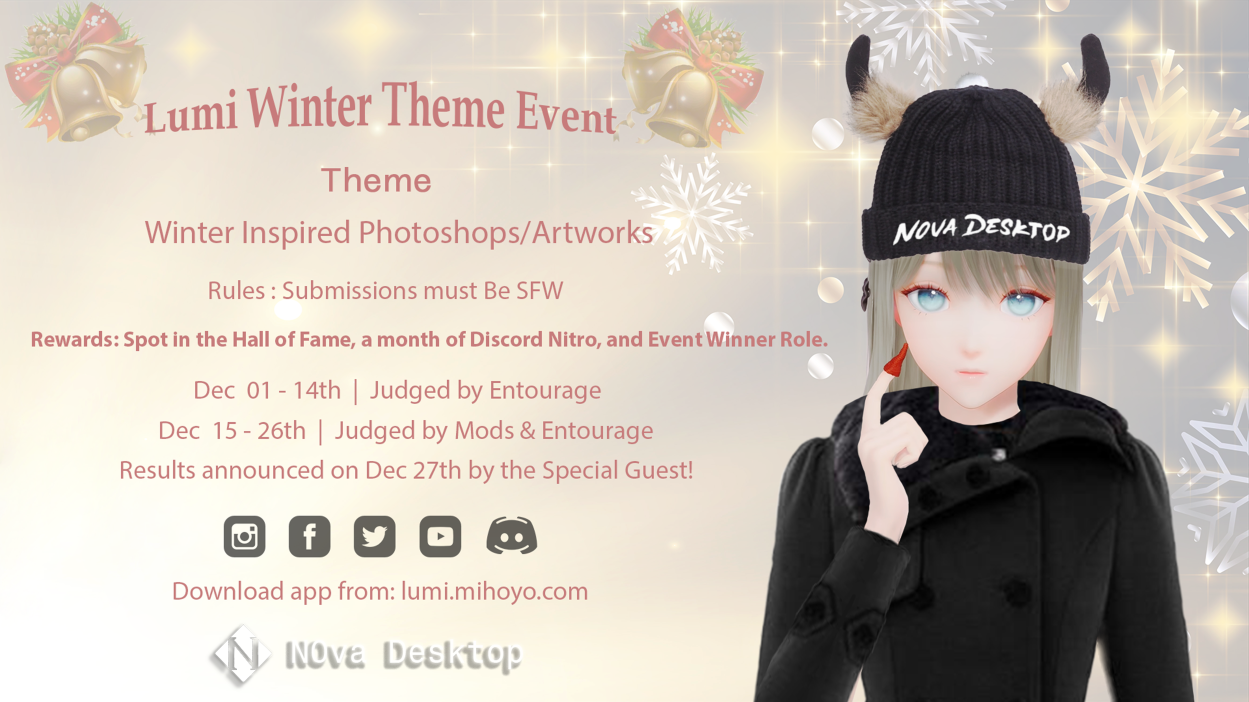 Lumi Winter Theme Event
Theme
Winter Inspired Photoshops/Artworks
Rules : Submissions must Be SFW
Rewards: Spot in the Hall of Fame, a month of Discord Nitro, and Event Winner Role.
Dec 01 - 14th | Judged by Entourage
Dec 15 - 26th | Judged by Mods & Entourage
Results announced on Dec 27th by the Special Guest!
Download app from: lumi.mihoyo.com
N N0va Desktop
NOVA DESKTOP